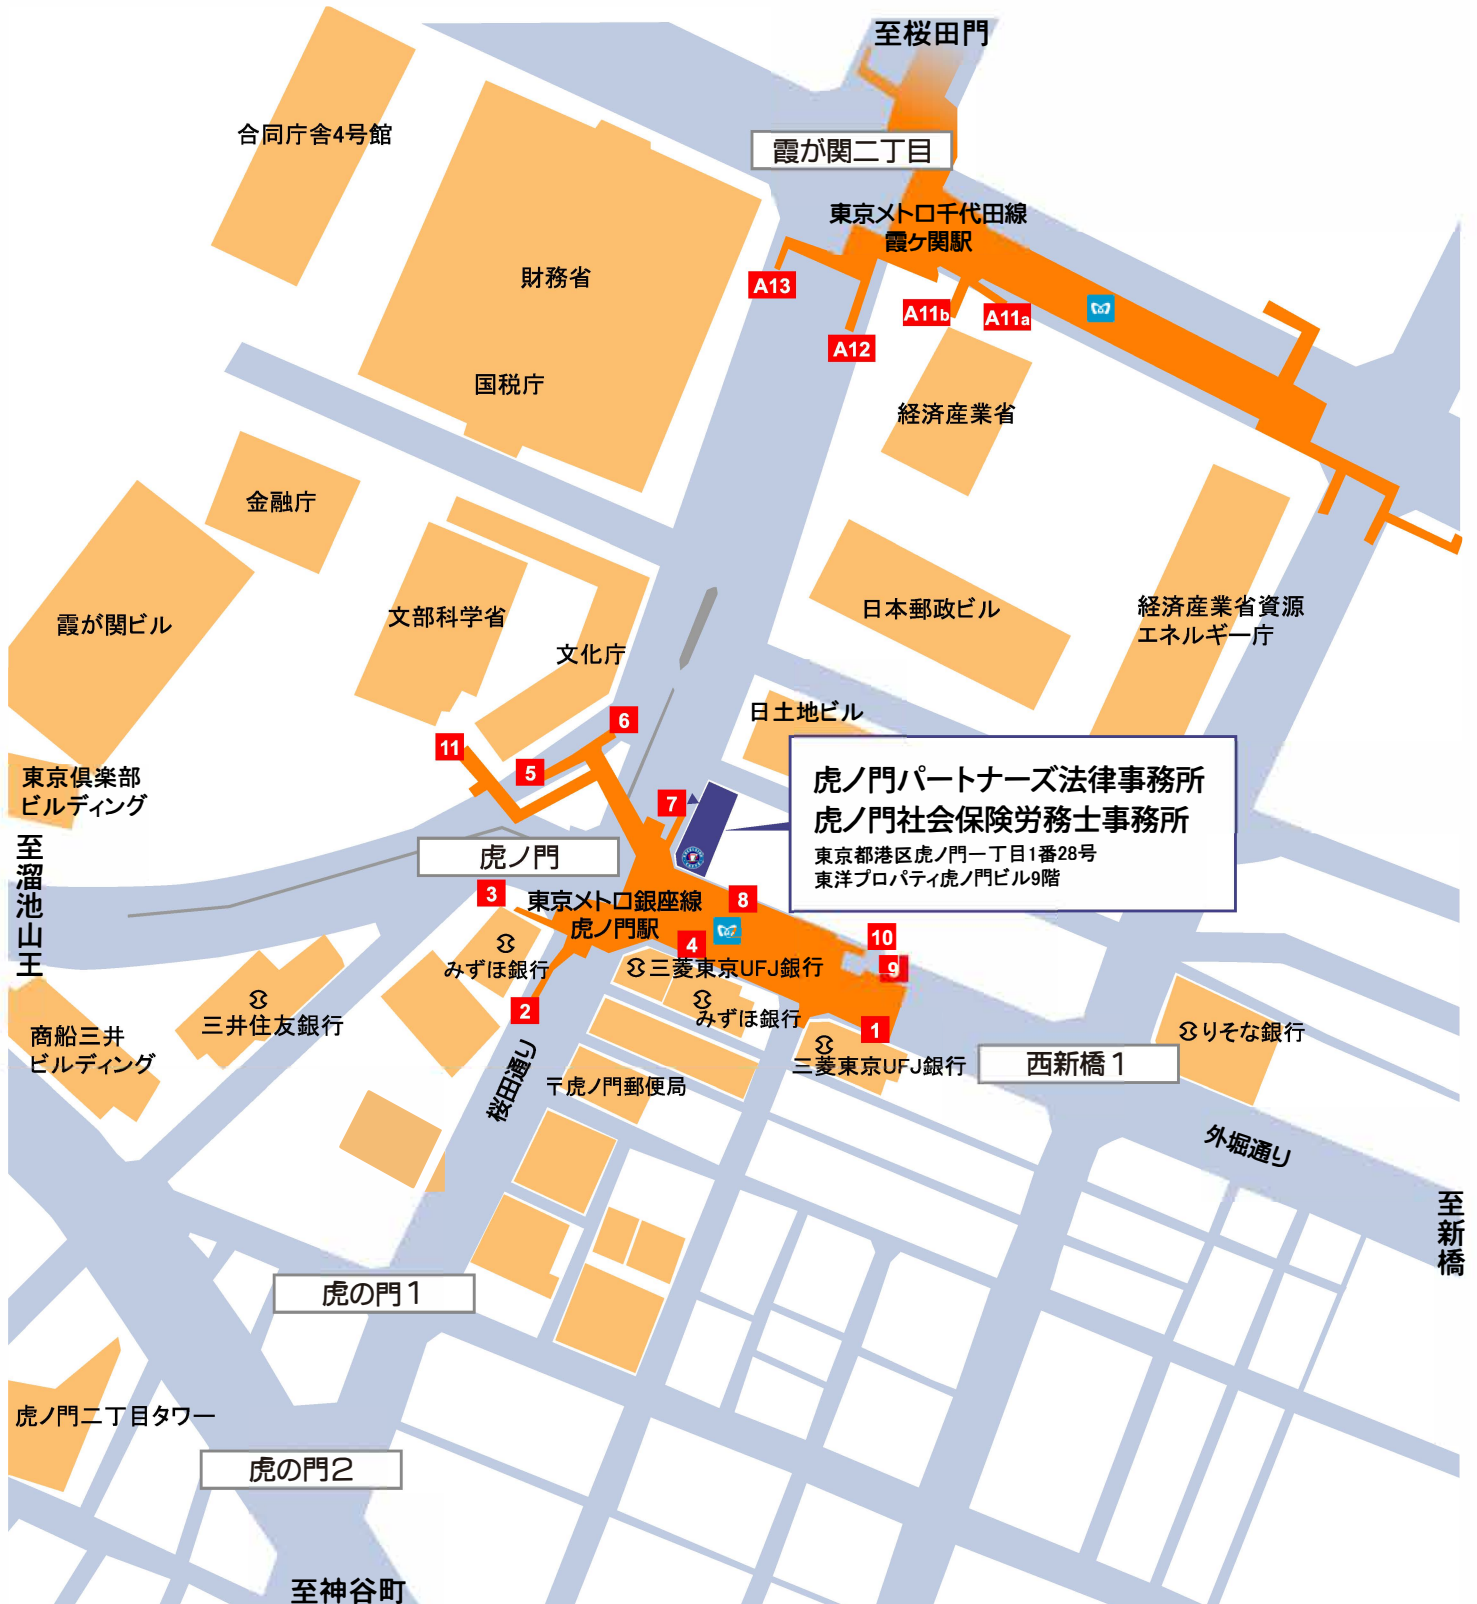 至桜田門
合同庁舎4号館
霞が関二丁目
東京メトロ千代田線
霞ヶ関駅
財務省
A13
A11b
A11a
A12
国税庁
経済産業省
金融庁
霞が関ビル
文部科学省
文化庁
日本郵政ビル
経済産業省資源
エネルギー庁
日土地ビル
6
11
5
7
東京倶楽部
ビルディング
虎ノ門パートナーズ法律事務所
虎ノ門社会保険労務士事務所
東京都港区虎ノ門一丁目1番28号
東洋プロパティ虎ノ門ビル9階
至溜池山王
虎ノ門
3
東京メトロ銀座線
虎ノ門駅
8
4
10
9
みずほ銀行
三菱東京UFJ銀行
2
みずほ銀行
1
三井住友銀行
商船三井
ビルディング
三菱東京UFJ銀行
西新橋1
りそな銀行
桜田通り
〒虎ノ門郵便局
外堀通り
至新橋
虎の門1
虎ノ門二丁目タワー
虎の門2
至神谷町